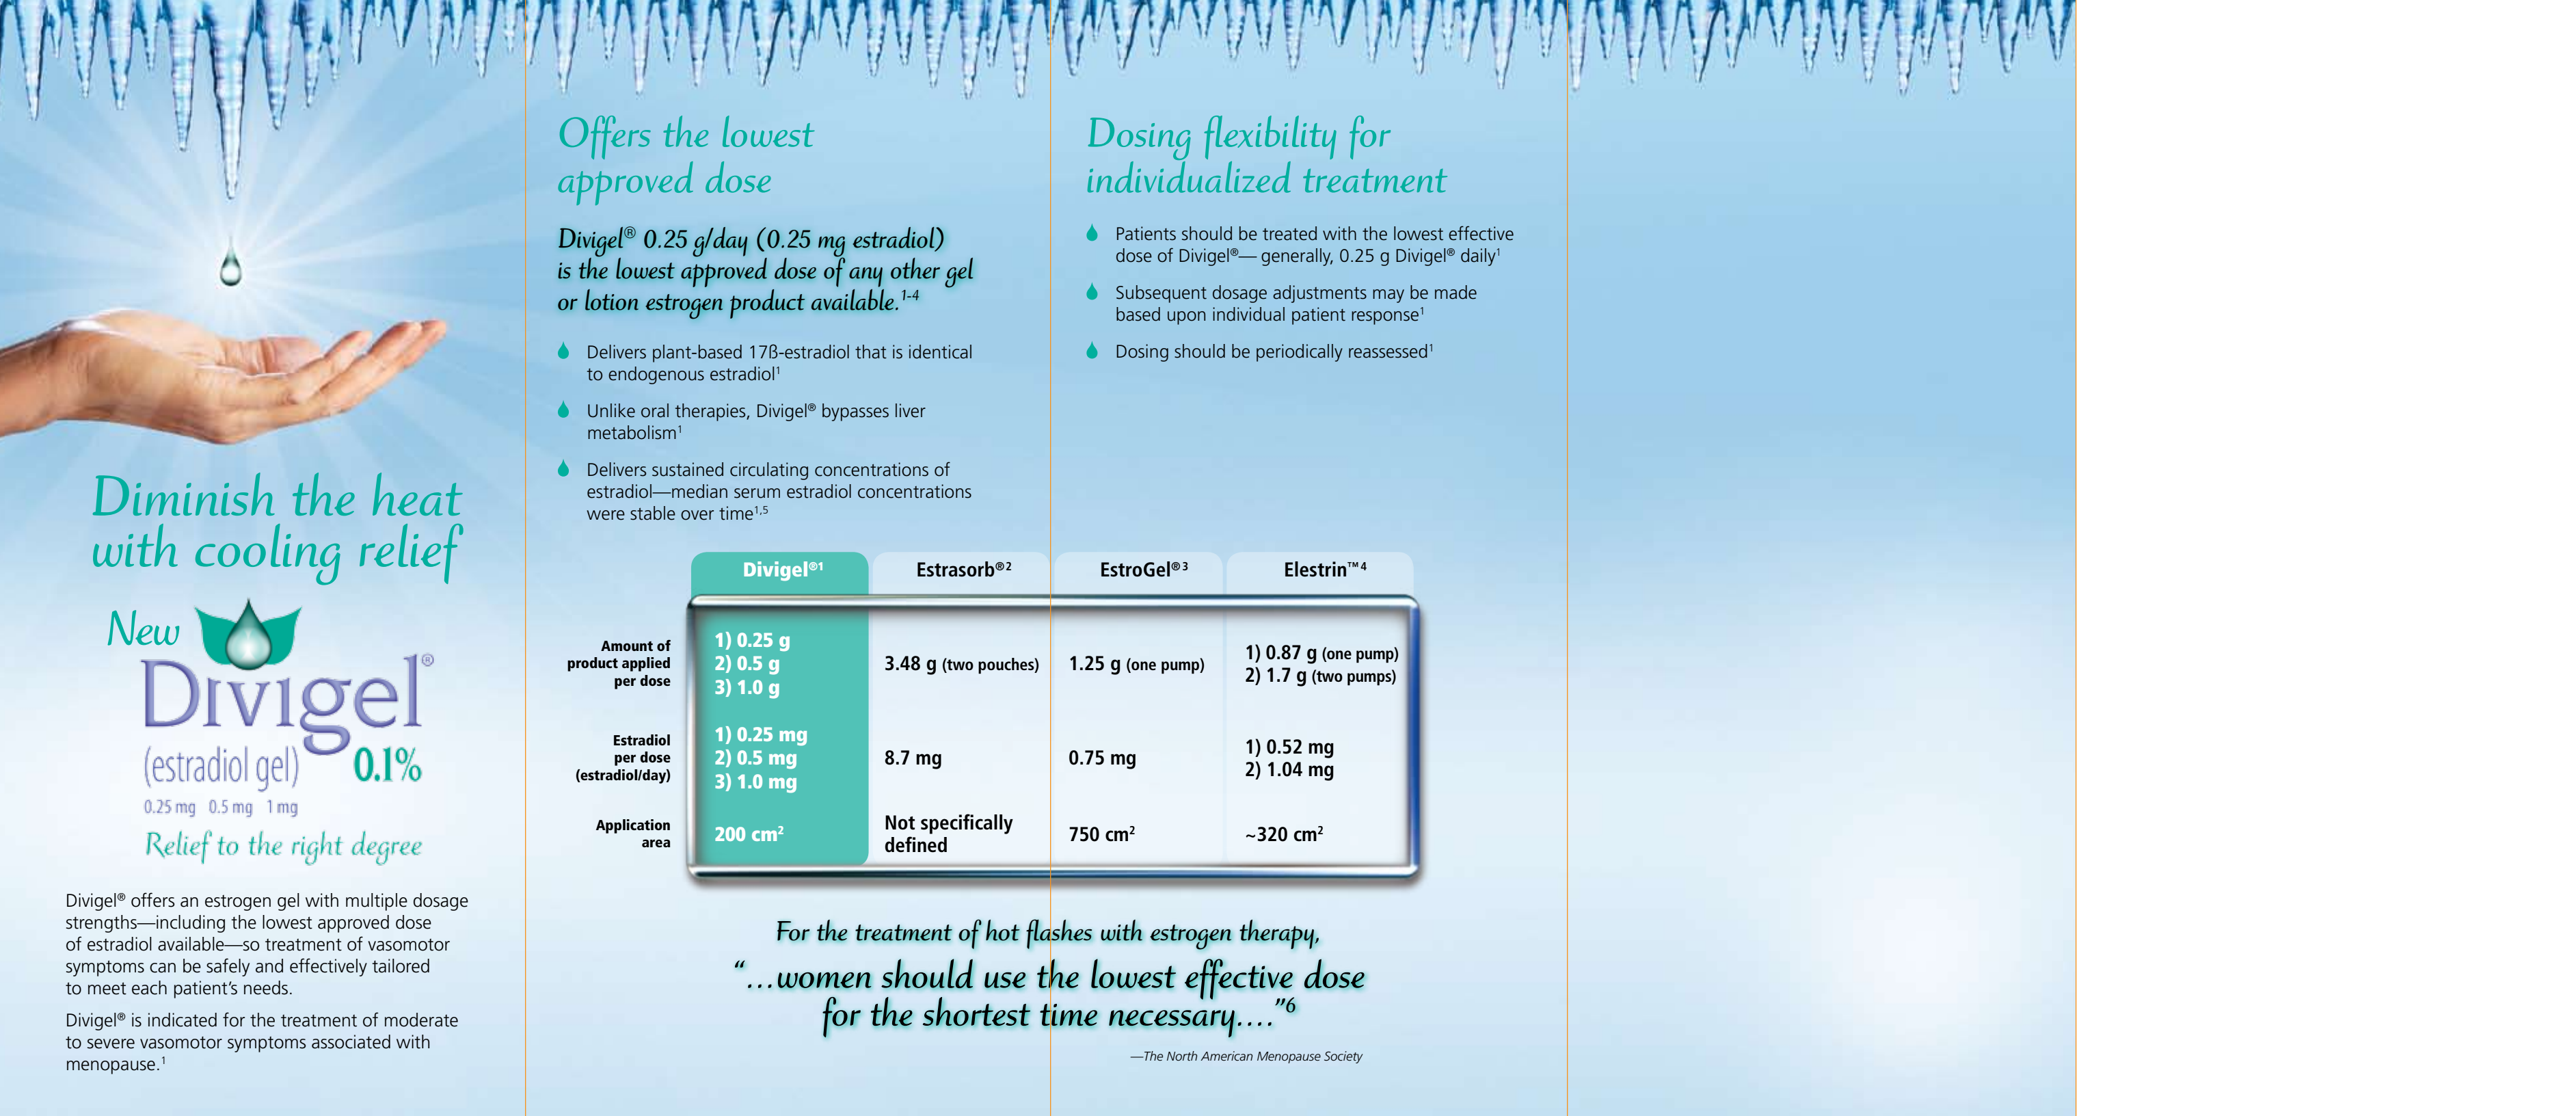 Diminish the heat
with cooling relief
New
Divigel®
(estradiol gel) 0.1%
0.25 mg 0.5 mg 1 mg
Relief to the right degree
Divigel® offers an estrogen gel with multiple dosage
strengths—including the lowest approved dose
of estradiol available—so treatment of vasomotor
symptoms can be safely and effectively tailored
to meet each patient's needs.
Divigel® is indicated for the treatment of moderate
to severe vasomotor symptoms associated with
menopause.1
Offers the lowest
approved dose
Divigel® 0.25 g/day (0.25 mg estradiol)
is the lowest approved dose of any other gel
or lotion estrogen product available.1-4
Delivers plant-based 17ß-estradiol that is identical
to endogenous estradiol1
Unlike oral therapies, Divigel® bypasses liver
metabolism1
Delivers sustained circulating concentrations of
estradiol—median serum estradiol concentrations
were stable over time1,5
Dosing flexibility for
individualized treatment
Patients should be treated with the lowest effective
dose of Divigel®— generally, 0.25 g Divigel® daily1
Subsequent dosage adjustments may be made
based upon individual patient response1
Dosing should be periodically reassessed1
Divigel®1 Estrasorb®2 EstroGel®3 Elestrin™4
Amount of
product applied
per dose
1) 0.25 g
2) 0.5 g
3) 1.0 g
3.48 g (two pouches)
1.25 g (one pump)
1) 0.87 g (one pump)
2) 1.7 g (two pumps)
Estradiol
per dose
(estradiol/day)
1) 0.25 mg
2) 0.5 mg
3) 1.0 mg
8.7 mg
0.75 mg
1) 0.52 mg
2) 1.04 mg
Application
area
200 cm2
Not specifically
defined
750 cm2
~320 cm2
For the treatment of hot flashes with estrogen therapy,
“…women should use the lowest effective dose
for the shortest time necessary….”6
—The North American Menopause Society